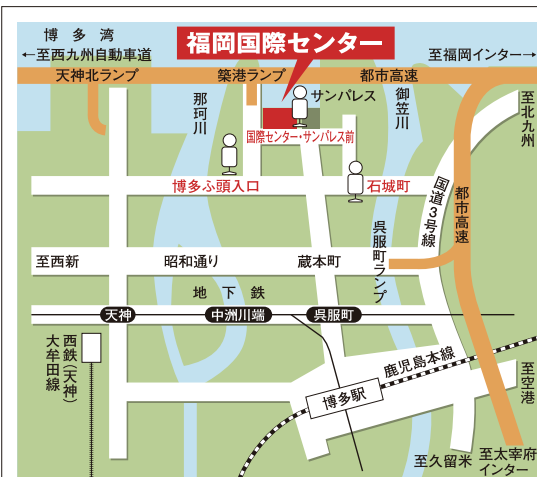 博多湾
←至西九州自動車道
福岡国際センター
至福岡インター→
天神北ランプ
築港ランプ
都市高速
サンパレス
那珂川
御笠川
至北九州
国際センター・サンパレス前
博多ふ頭入口
石城町
国道3号線
都市高速
呉服町ランプ
至西新
昭和通り
蔵本町
地下鉄
天神
中洲川端
呉服町
西鉄(天神)
大牟田線
鹿児島本線
博多駅
至空港
至久留米
至太宰府
インター